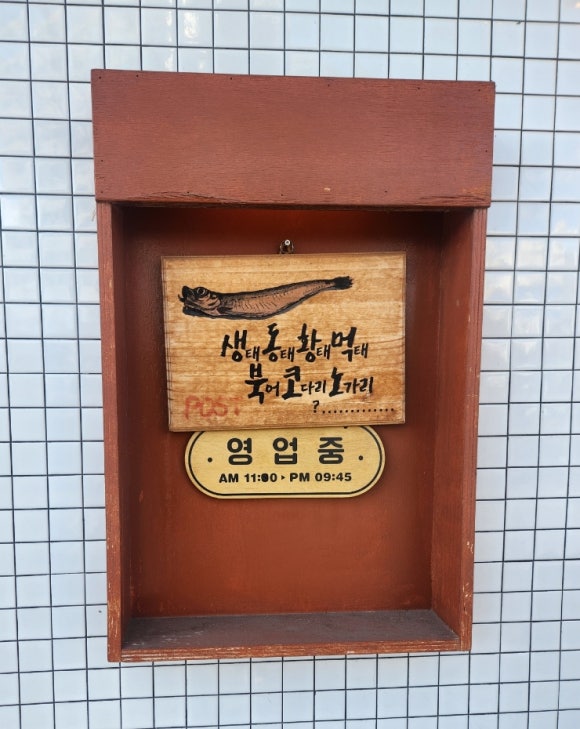 생태동태황태먹태
북어코다리노가리
POST
?.............
영업중
AM 11:00 ▸ PM 09:45